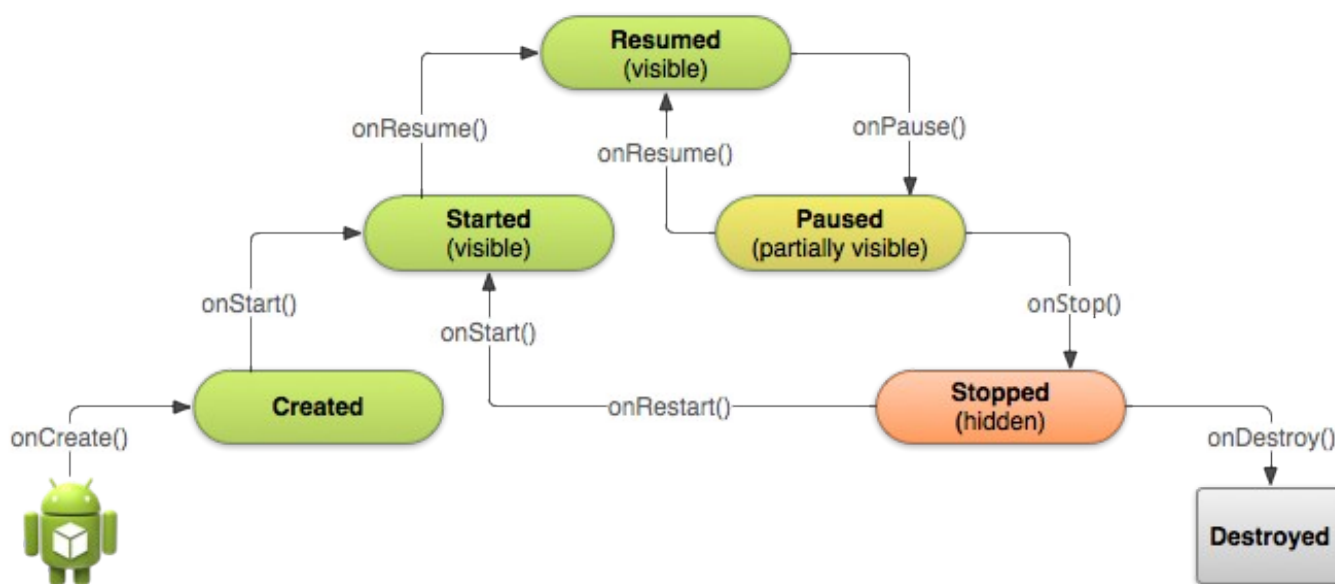 Resumed
(visible)
onResume()
onPause()
onResume()
Started
(visible)
Paused
(partially visible)
onStart()
onStart()
onStop()
Created
Stopped
(hidden)
onRestart()
onCreate()
onDestroy()
Destroyed